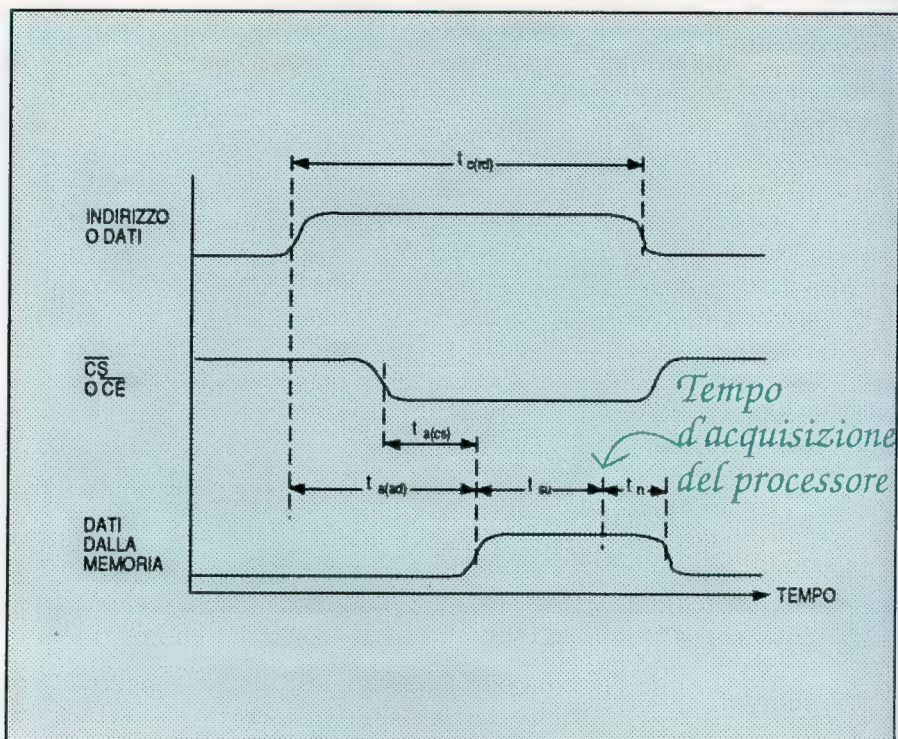 t c(rd)
INDIRIZZO
O DATI
CS
O CE
Tempo
d'acquisizione
del processore
t a(cs)
t a(ad)
t su
t n
DATI
DALLA
MEMORIA
TEMPO